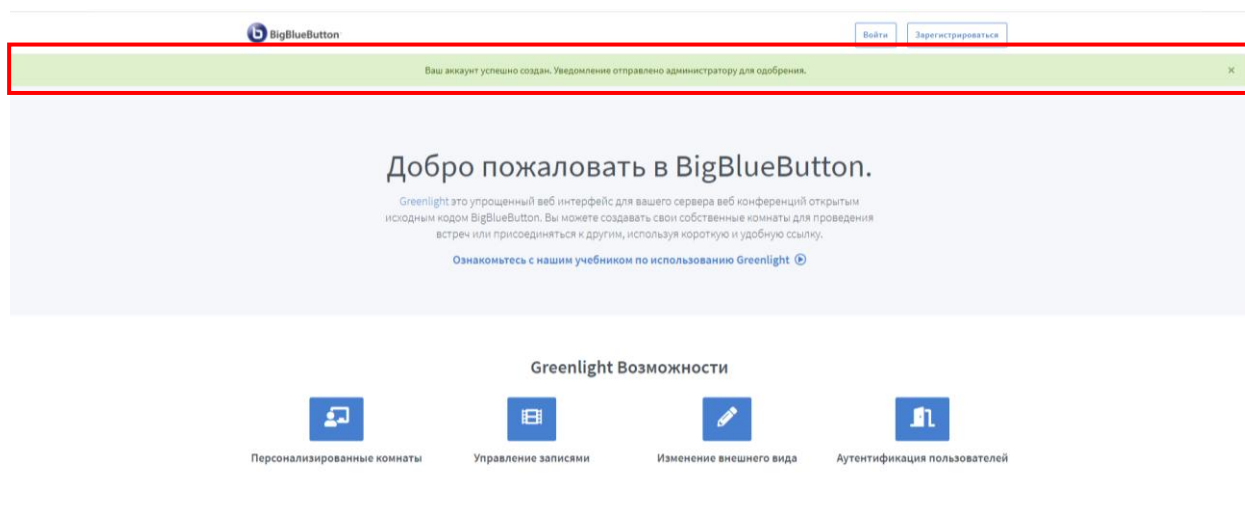 BigBlueButton
Войти
Зарегистрироваться
Ваш аккаунт успешно создан. Уведомление отправлено администратору для одобрения.
×
Добро пожаловать в BigBlueButton.
Greenlight это упрощенный веб интерфейс для вашего сервера веб конференций открытым
исходным кодом BigBlueButton. Вы можете создавать свои собственные комнаты для проведения
встреч или присоединяться к другим, используя короткую и удобную ссылку.
Ознакомьтесь с нашим учебником по использованию Greenlight
Greenlight Возможности
Персонализированные комнаты
Управление записями
Изменение внешнего вида
Аутентификация пользователей